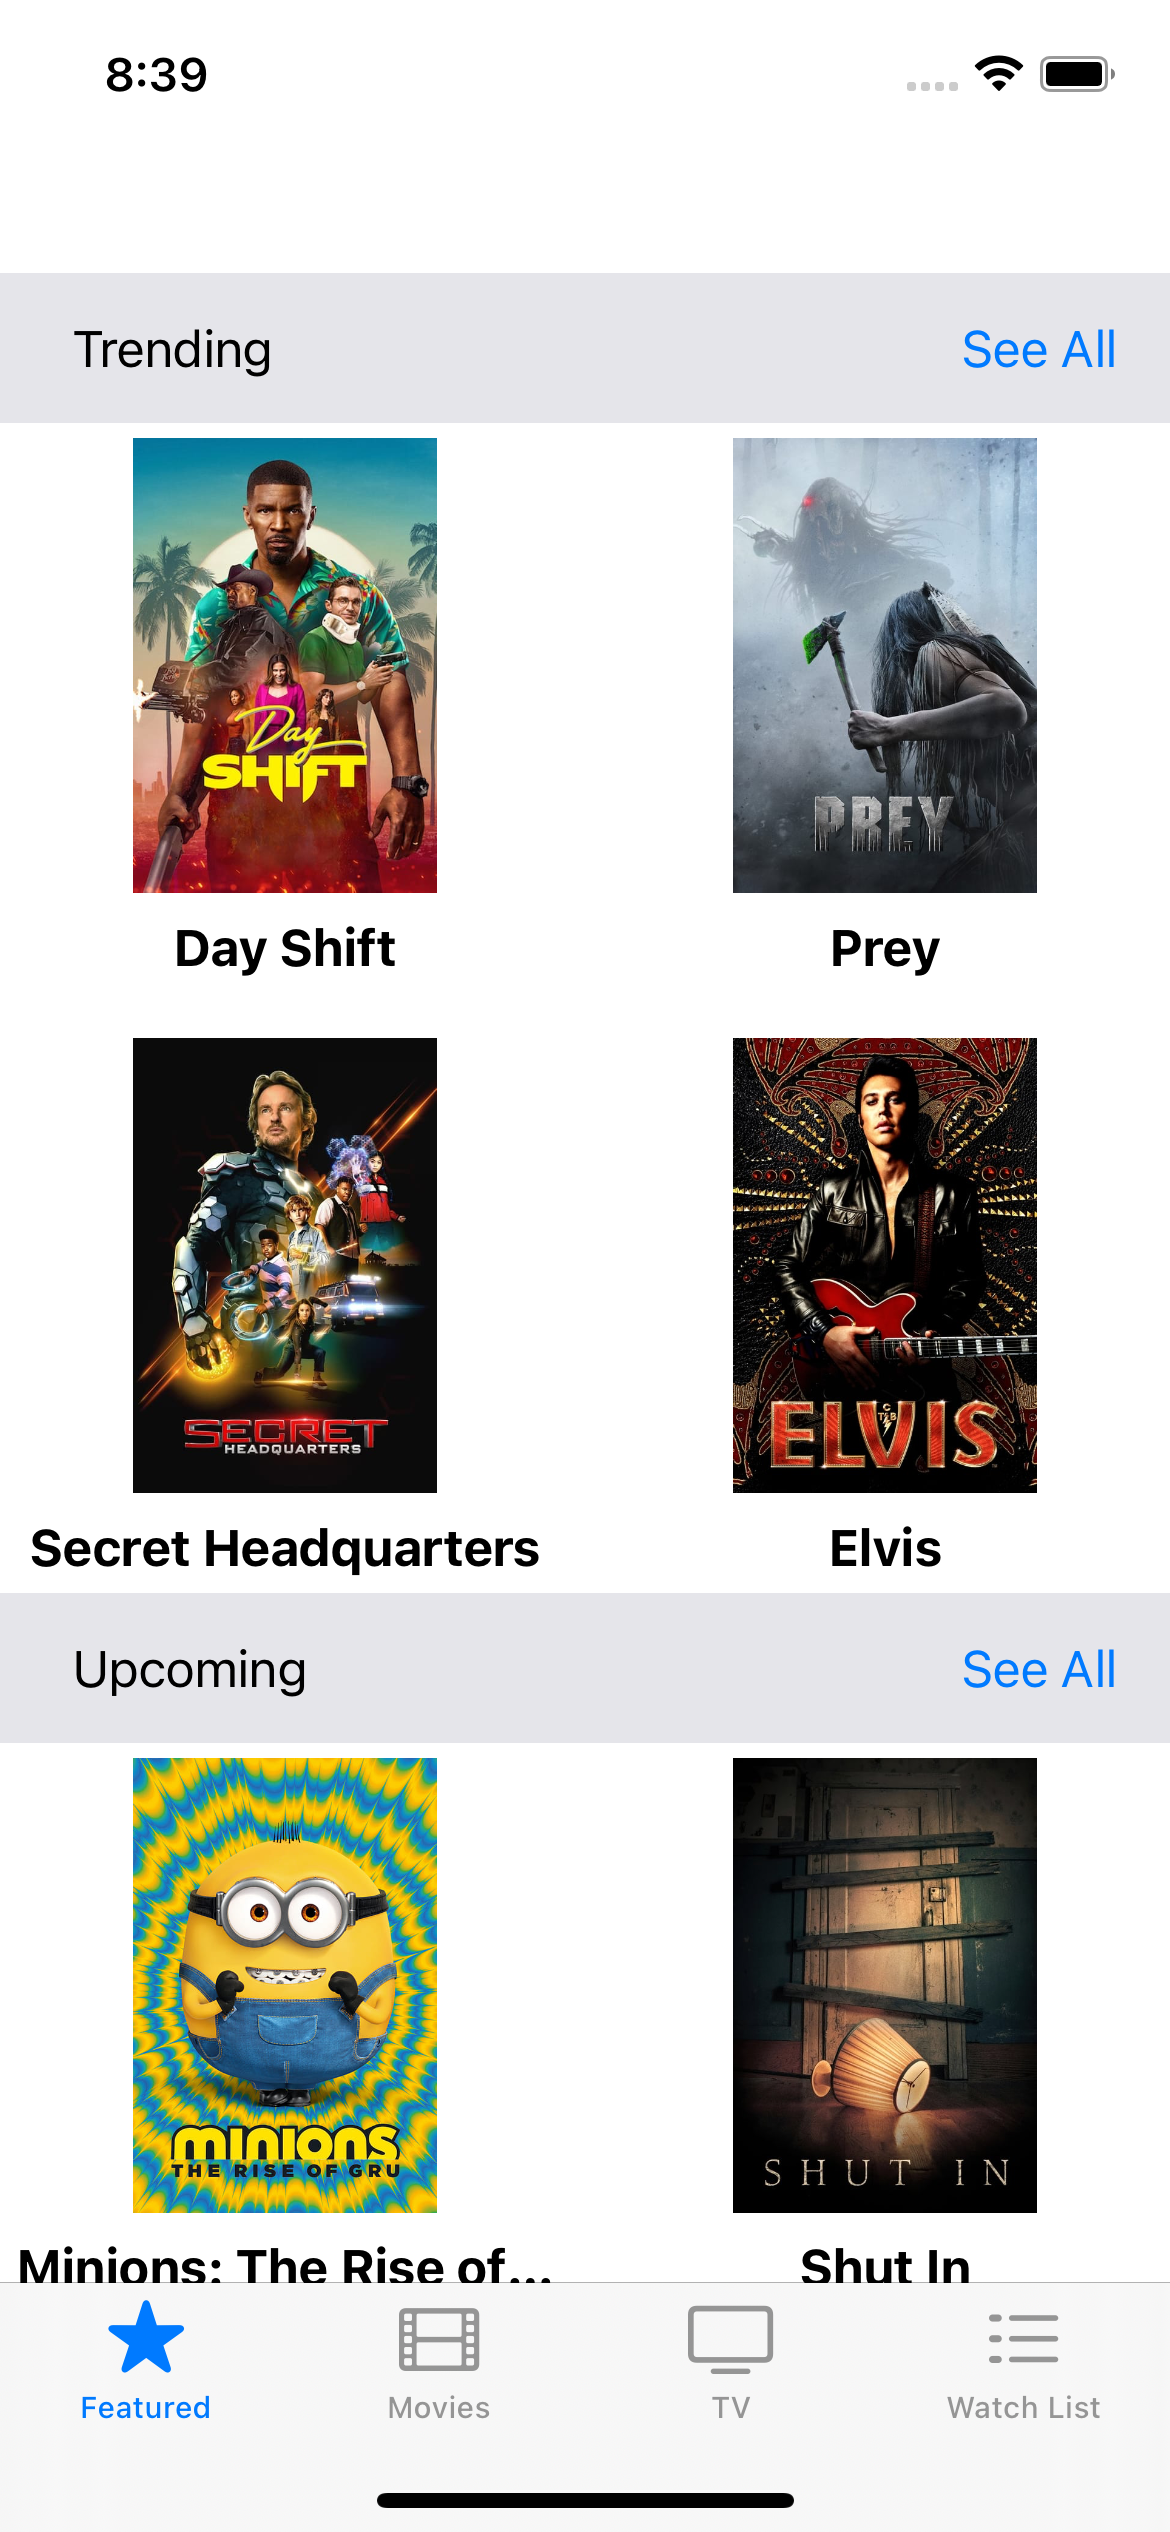 8:39
Trending
See All
Day
SHIFT
PREY
Day Shift
Prey
SECRET
HEADQUARTERS
TCB
ELVIS
Secret Headquarters
Elvis
Upcoming
See All
minions
THE RISE OF GRU
SHUT IN
Minions: The Rise of...
Shut In
Featured
Movies
TV
Watch List